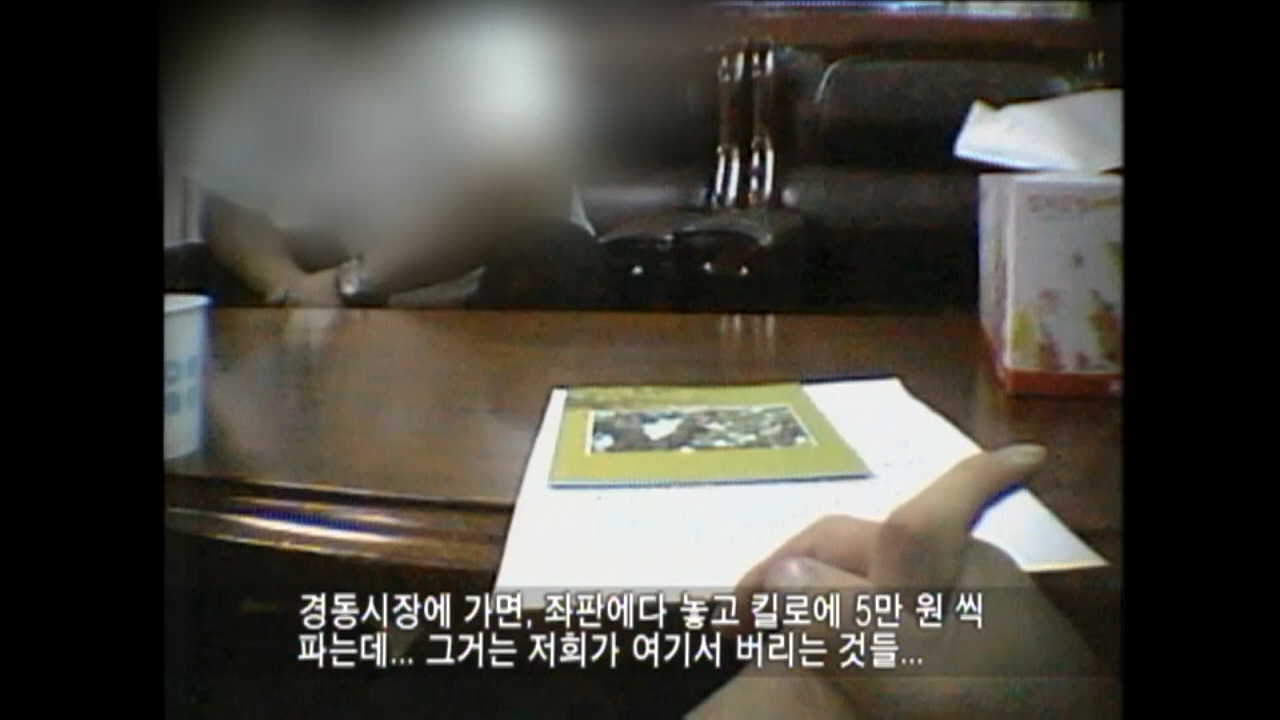 경동시장에 가면, 좌판에다 놓고 킬로에 5만 원 씩
파는데... 그거는 저희가 여기서 버리는 것들...